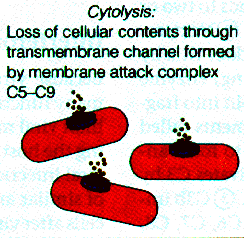 Cytolysis:
Loss of cellular contents through
transmembrane channel formed
by membrane attack complex
C5–C9